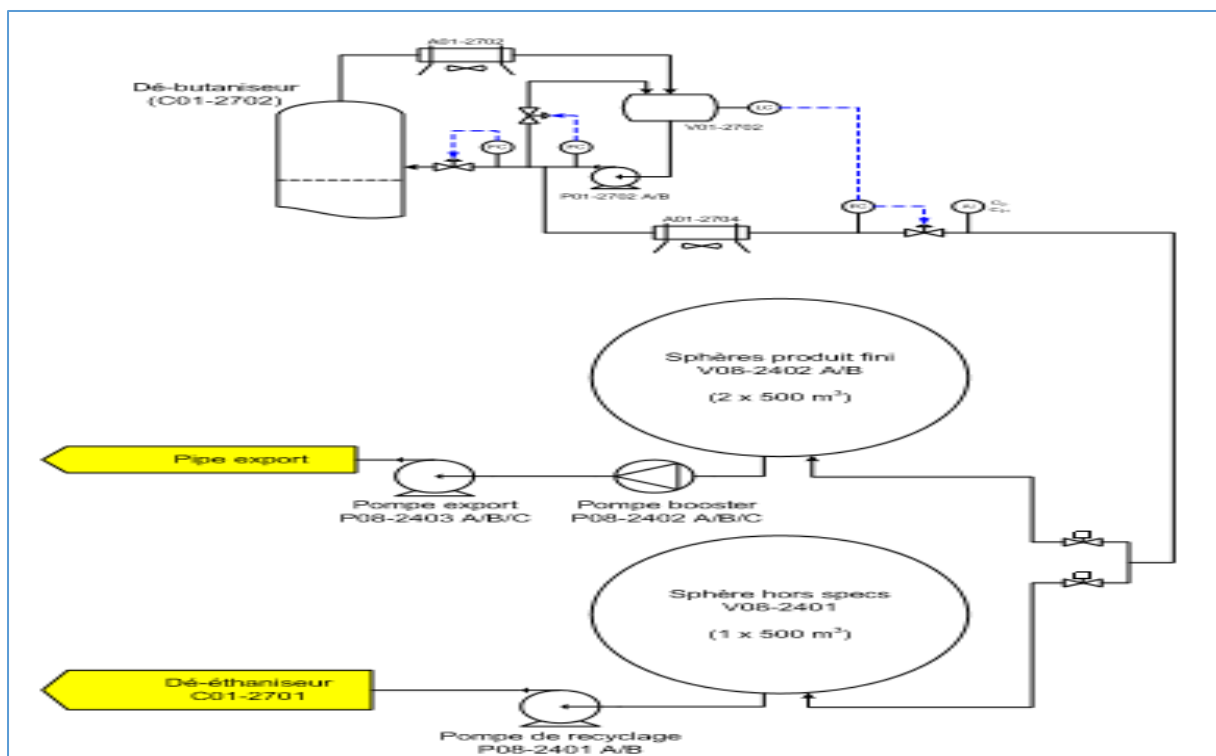 A01-2702
Dé-butaniseur
(C01-2702)
LC
V01-2702
FC
P01-2702 A/B
A01-2704
FC
AI
Sphères produit fini
V08-2402 A/B
(2 x 500 m³)
Pipe export
Pompe export
P08-2403 A/B/C
Pompe booster
P08-2402 A/B/C
Sphère hors specs
V08-2401
(1 x 500 m³)
Dé-éthaniseur
C01-2701
Pompe de recyclage
P08-2401 A/B